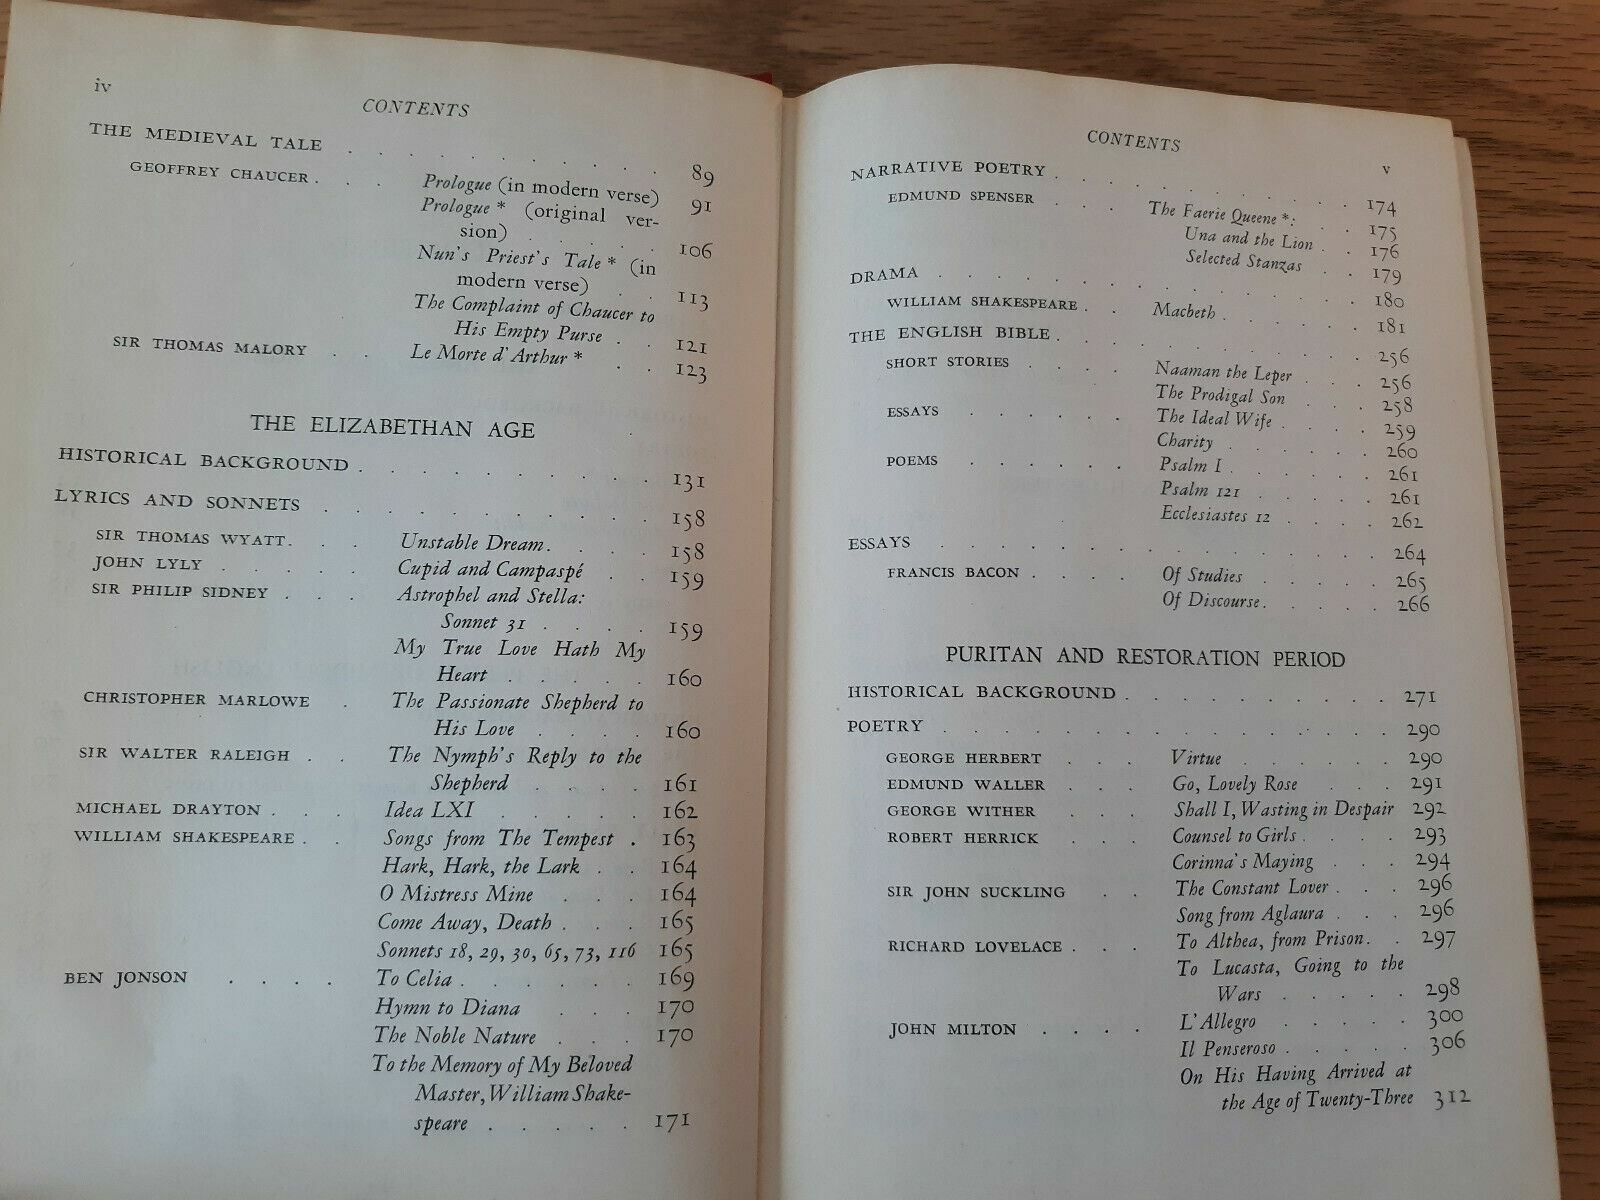 iv
CONTENTS
THE MEDIEVAL TALE . . . . . . . . . . 89
GEOFFREY CHAUCER . . . Prologue (in modern verse) 91
Prologue * (original ver-
sion) . . . . . 106
Nun's Priest's Tale * (in
modern verse) . . 113
The Complaint of Chaucer to
His Empty Purse . . 121
SIR THOMAS MALORY . . Le Morte d'Arthur * . . 123
THE ELIZABETHAN AGE
HISTORICAL BACKGROUND . . . . . . . . . . 131
LYRICS AND SONNETS . . . . . . . . . . . 158
SIR THOMAS WYATT . . . Unstable Dream . . . . 158
JOHN LYLY . . . . . Cupid and Campaspé . . . 159
SIR PHILIP SIDNEY . . . Astrophel and Stella:
Sonnet 31 . . . . 159
My True Love Hath My
Heart . . . . . 160
CHRISTOPHER MARLOWE . The Passionate Shepherd to
His Love . . . . 160
SIR WALTER RALEIGH . . The Nymph's Reply to the
Shepherd . . . . 161
MICHAEL DRAYTON . . . Idea LXI . . . . . 162
WILLIAM SHAKESPEARE . . Songs from The Tempest . 163
Hark, Hark, the Lark . . 164
O Mistress Mine . . . 164
Come Away, Death . . . 165
Sonnets 18, 29, 30, 65, 73, 116 165
BEN JONSON . . . . To Celia . . . . . . 169
Hymn to Diana . . . 170
The Noble Nature . . . 170
To the Memory of My Beloved
Master, William Shake-
speare . . . . . 171
CONTENTS
v
NARRATIVE POETRY . . . . . . . . . . . 174
EDMUND SPENSER . . . The Faerie Queene *: 175
Una and the Lion . . 176
Selected Stanzas . . 179
DRAMA . . . . . . . . . . . . . . 180
WILLIAM SHAKESPEARE . . Macbeth . . . . . . 181
THE ENGLISH BIBLE . . . . . . . . . . . 256
SHORT STORIES . . . . Naaman the Leper . . . 256
The Prodigal Son . . . 258
ESSAYS . . . . . . The Ideal Wife . . . . 259
Charity . . . . . . 260
POEMS . . . . . . Psalm I . . . . . . 261
Psalm 121 . . . . . 261
Ecclesiastes 12 . . . . 262
ESSAYS . . . . . . . . . . . . . . 264
FRANCIS BACON . . . . Of Studies . . . . . 265
Of Discourse . . . . . 266
PURITAN AND RESTORATION PERIOD
HISTORICAL BACKGROUND . . . . . . . . . . 271
POETRY . . . . . . . . . . . . . . 290
GEORGE HERBERT . . . Virtue . . . . . . 290
EDMUND WALLER . . . Go, Lovely Rose . . . 291
GEORGE WITHER . . . Shall I, Wasting in Despair 292
ROBERT HERRICK . . . Counsel to Girls . . . . 293
Corinna's Maying . . . 294
SIR JOHN SUCKLING . . The Constant Lover . . . 296
Song from Aglaura . . . 296
RICHARD LOVELACE . . . To Althea, from Prison . . 297
To Lucasta, Going to the
Wars . . . . . 298
JOHN MILTON . . . . L'Allegro . . . . . 300
Il Penseroso . . . . . 306
On His Having Arrived at
the Age of Twenty-Three 312